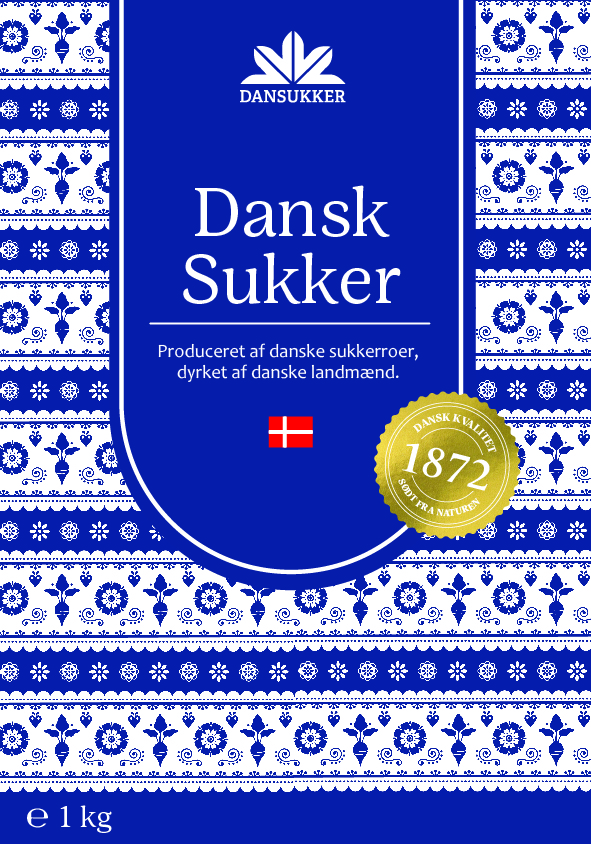 DANSUKKER
Dansk
Sukker
Produceret af danske sukkerroer,
dyrket af danske landmænd.
DANSK KVALITET
1872
SØDT FRA NATUREN
℮ 1 kg